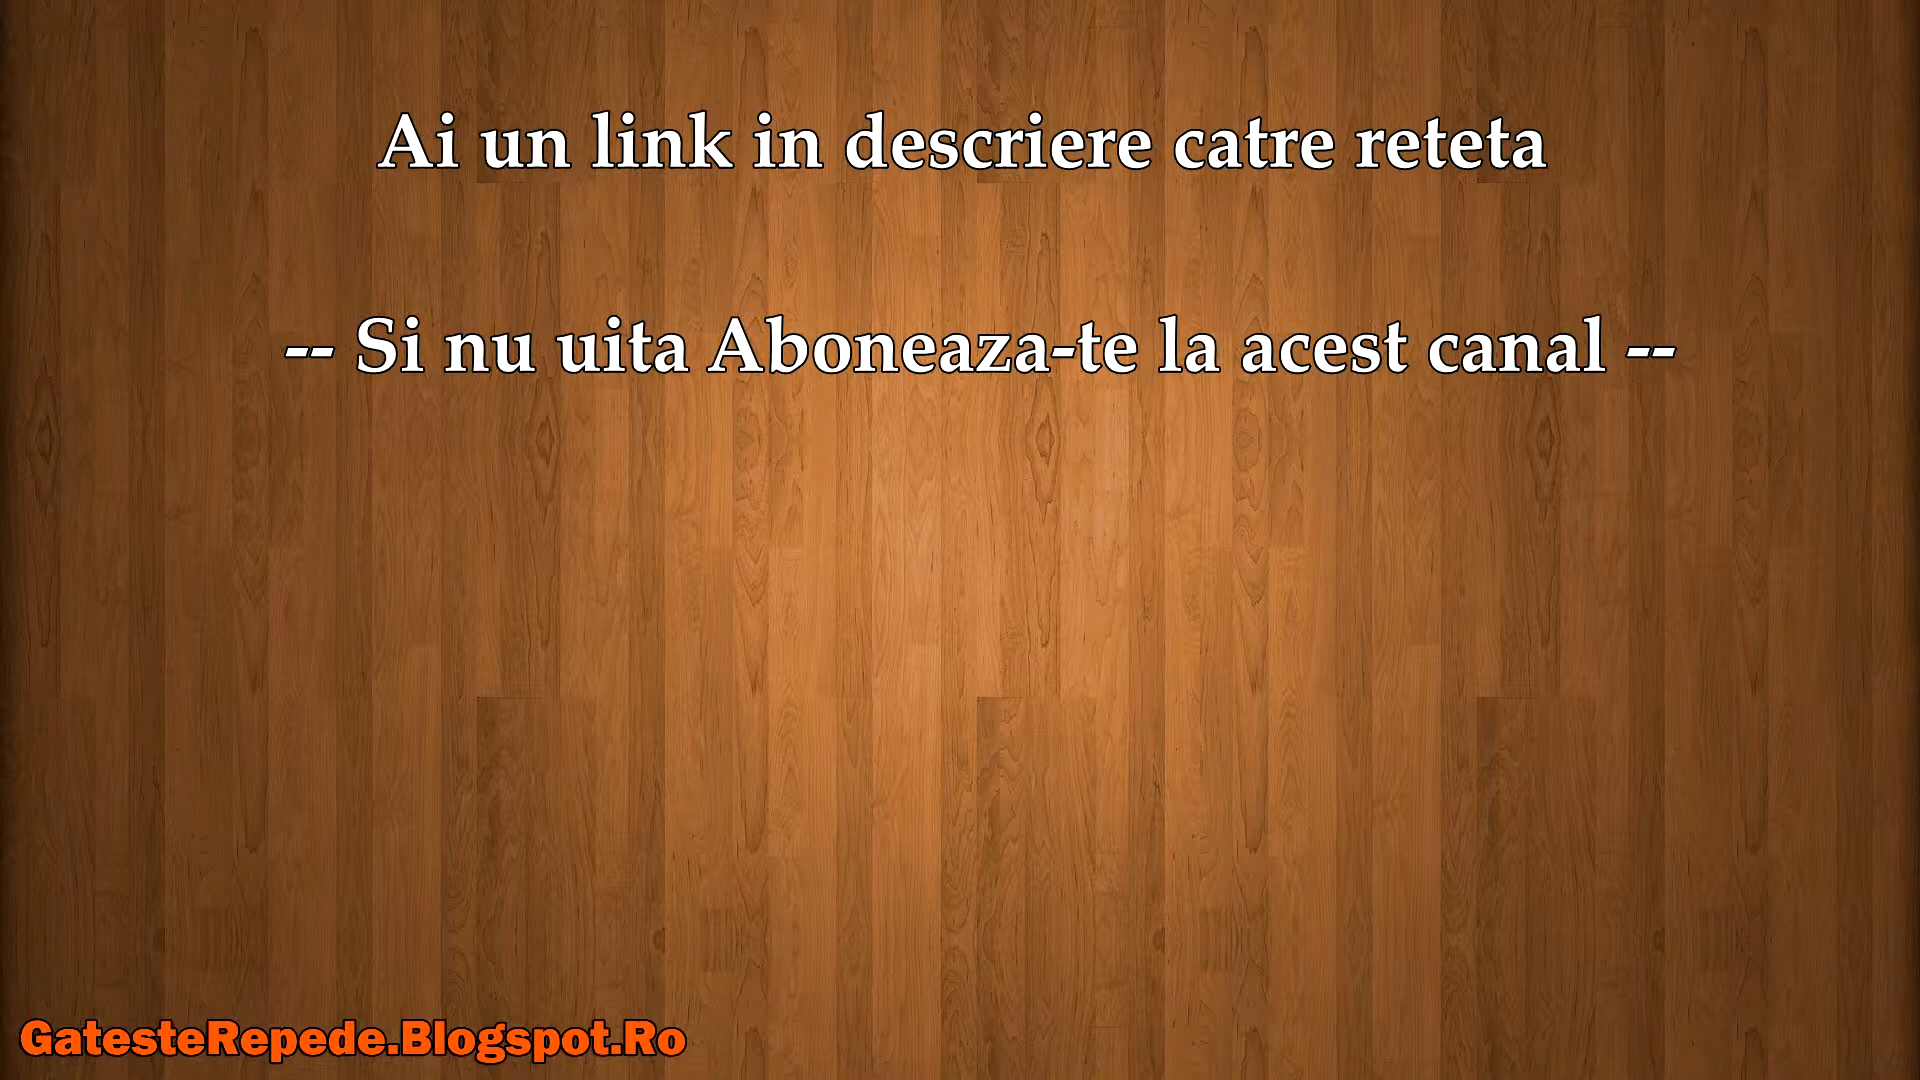 Ai un link in descriere catre reteta
-- Si nu uita Aboneaza-te la acest canal --
GatesteRepede.Blogspot.Ro